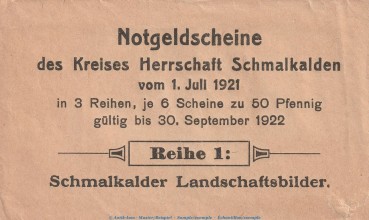 Notgeldscheine
des Kreises Herrschaft Schmalkalden
vom 1. Juli 1921
in 3 Reihen, je 6 Scheine zu 50 Pfennig
gültig bis 30. September 1922
Reihe 1:
Schmalkalder Landschaftsbilder.